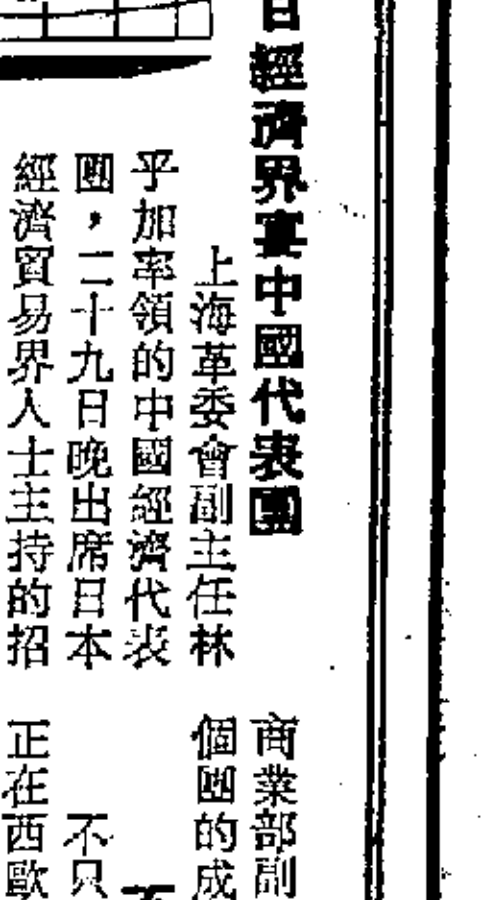 日經濟界宴中國代表團
上海革委會副主任林
乎加率領的中國經濟代表
團，二十九日晚出席日本
經濟貿易界人士主持的招
商業部副
個團的成
不只
正在西歐